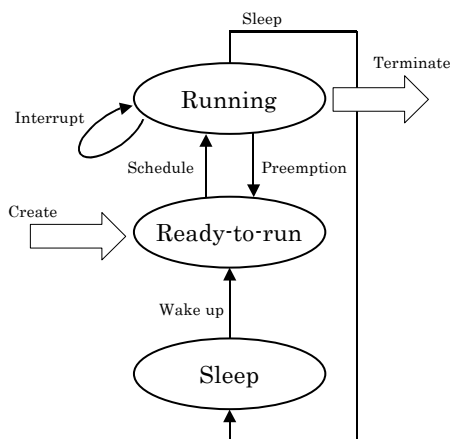 Sleep
Terminate
Running
Interrupt
Schedule
Preemption
Create
Ready-to-run
Wake up
Sleep